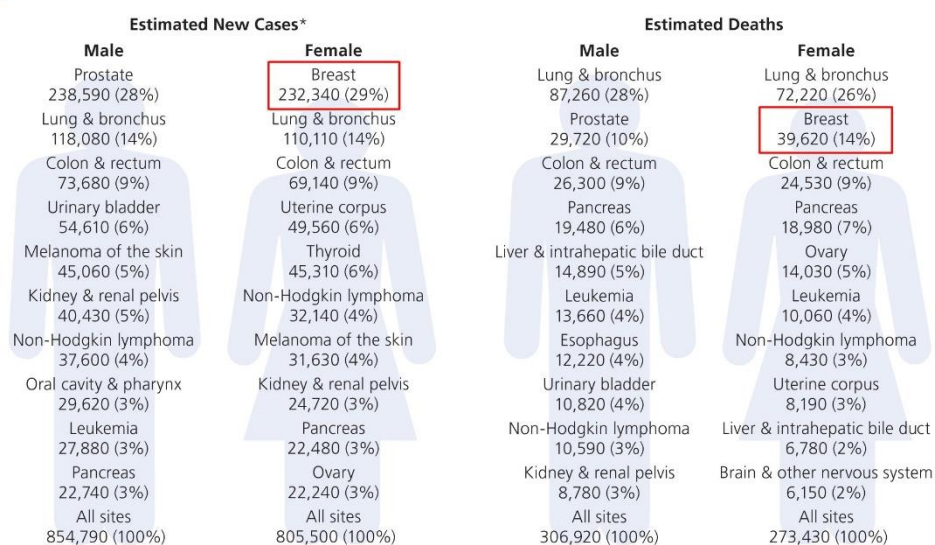 Estimated New Cases*
Male
Prostate
238,590 (28%)
Lung & bronchus
118,080 (14%)
Colon & rectum
73,680 (9%)
Urinary bladder
54,610 (6%)
Melanoma of the skin
45,060 (5%)
Kidney & renal pelvis
40,430 (5%)
Non-Hodgkin lymphoma
37,600 (4%)
Oral cavity & pharynx
29,620 (3%)
Leukemia
27,880 (3%)
Pancreas
22,740 (3%)
All sites
854,790 (100%)
Female
Breast
232,340 (29%)
Lung & bronchus
110,110 (14%)
Colon & rectum
69,140 (9%)
Uterine corpus
49,560 (6%)
Thyroid
45,310 (6%)
Non-Hodgkin lymphoma
32,140 (4%)
Melanoma of the skin
31,630 (4%)
Kidney & renal pelvis
24,720 (3%)
Pancreas
22,480 (3%)
Ovary
22,240 (3%)
All sites
805,500 (100%)
Estimated Deaths
Male
Lung & bronchus
87,260 (28%)
Prostate
29,720 (10%)
Colon & rectum
26,300 (9%)
Pancreas
19,480 (6%)
Liver & intrahepatic bile duct
14,890 (5%)
Leukemia
13,660 (4%)
Esophagus
12,220 (4%)
Urinary bladder
10,820 (4%)
Non-Hodgkin lymphoma
10,590 (3%)
Kidney & renal pelvis
8,780 (3%)
All sites
306,920 (100%)
Female
Lung & bronchus
72,220 (26%)
Breast
39,620 (14%)
Colon & rectum
24,530 (9%)
Pancreas
18,980 (7%)
Ovary
14,030 (5%)
Leukemia
10,060 (4%)
Non-Hodgkin lymphoma
8,430 (3%)
Uterine corpus
8,190 (3%)
Liver & intrahepatic bile duct
6,780 (2%)
Brain & other nervous system
6,150 (2%)
All sites
273,430 (100%)